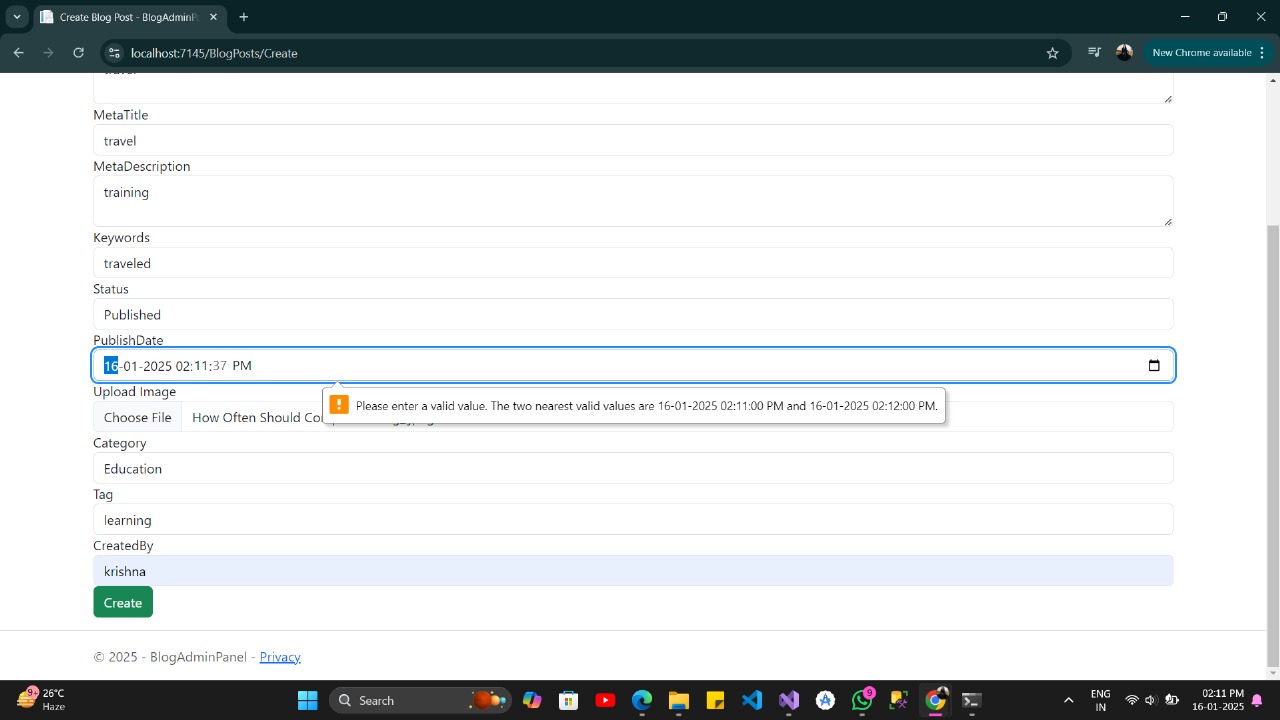 Create Blog Post - BlogAdminP
localhost:7145/BlogPosts/Create
New Chrome available
MetaTitle
travel
MetaDescription
training
Keywords
traveled
Status
Published
PublishDate
16-01-2025 02:11:37 PM
Upload Image
Choose File How Often Should
Please enter a valid value. The two nearest valid values are 16-01-2025 02:11:00 PM and 16-01-2025 02:12:00 PM.
Category
Education
Tag
learning
CreatedBy
krishna
Create
© 2025 - BlogAdminPanel - Privacy
9+
26°C
Haze
Search
9
ENG
IN
02:11 PM
16-01-2025